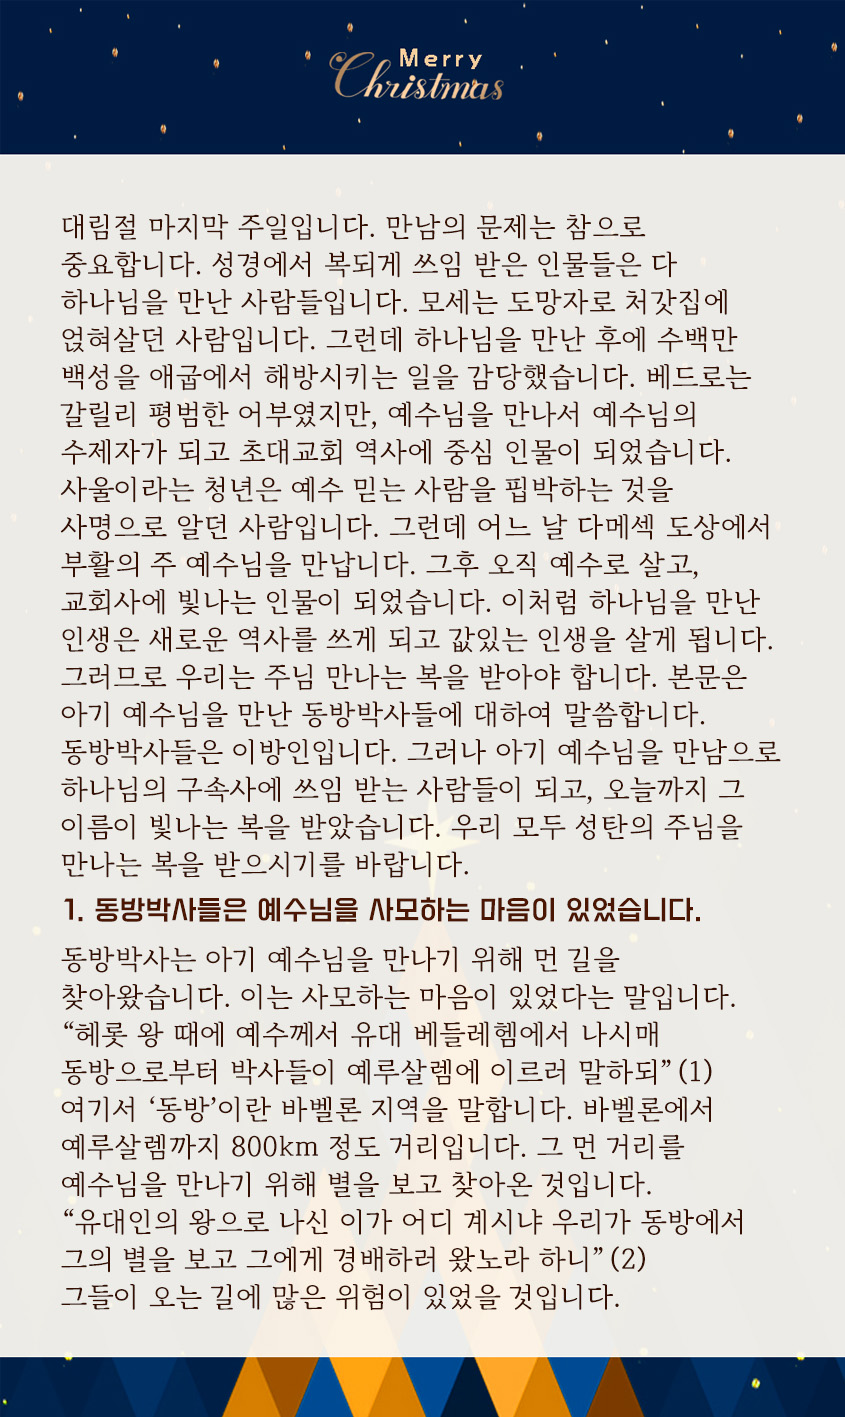 Merry
Christmas
대림절 마지막 주일입니다. 만남의 문제는 참으로
중요합니다. 성경에서 복되게 쓰임 받은 인물들은 다
하나님을 만난 사람들입니다. 모세는 도망자로 처갓집에
얹혀살던 사람입니다. 그런데 하나님을 만난 후에 수백만
백성을 애굽에서 해방시키는 일을 감당했습니다. 베드로는
갈릴리 평범한 어부였지만, 예수님을 만나서 예수님의
수제자가 되고 초대교회 역사에 중심 인물이 되었습니다.
사울이라는 청년은 예수 믿는 사람을 핍박하는 것을
사명으로 알던 사람입니다. 그런데 어느 날 다메섹 도상에서
부활의 주 예수님을 만납니다. 그후 오직 예수로 살고,
교회사에 빛나는 인물이 되었습니다. 이처럼 하나님을 만난
인생은 새로운 역사를 쓰게 되고 값있는 인생을 살게 됩니다.
그러므로 우리는 주님 만나는 복을 받아야 합니다. 본문은
아기 예수님을 만난 동방박사들에 대하여 말씀합니다.
동방박사들은 이방인입니다. 그러나 아기 예수님을 만남으로
하나님의 구속사에 쓰임 받는 사람들이 되고, 오늘까지 그
이름이 빛나는 복을 받았습니다. 우리 모두 성탄의 주님을
만나는 복을 받으시기를 바랍니다.
1. 동방박사들은 예수님을 사모하는 마음이 있었습니다.
동방박사는 아기 예수님을 만나기 위해 먼 길을
찾아왔습니다. 이는 사모하는 마음이 있었다는 말입니다.
“헤롯 왕 때에 예수께서 유대 베들레헴에서 나시매
동방으로부터 박사들이 예루살렘에 이르러 말하되” (1)
여기서 ‘동방’이란 바벨론 지역을 말합니다. 바벨론에서
예루살렘까지 800km 정도 거리입니다. 그 먼 거리를
예수님을 만나기 위해 별을 보고 찾아온 것입니다.
“유대인의 왕으로 나신 이가 어디 계시냐 우리가 동방에서
그의 별을 보고 그에게 경배하러 왔노라 하니” (2)
그들이 오는 길에 많은 위험이 있었을 것입니다.